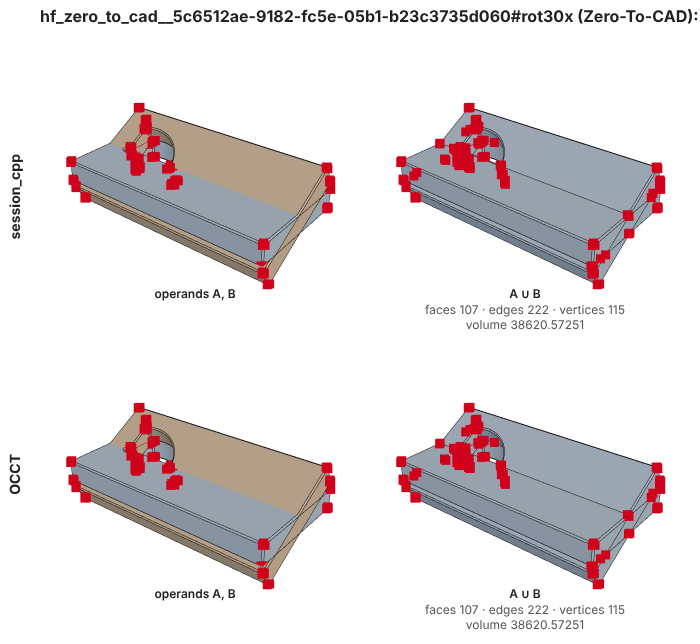 hf_zero_to_cad__5c6512ae-9182-fc5e-05b1-b23c3735d060#rot30x (Zero-To-CAD):
session_cpp
operands A, B
A ∪ B
faces 107 · edges 222 · vertices 115
volume 38620.57251
OCCT
operands A, B
A ∪ B
faces 107 · edges 222 · vertices 115
volume 38620.57251